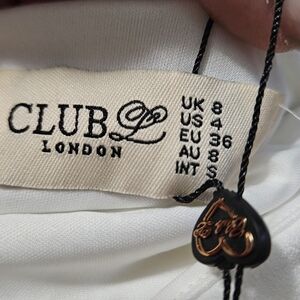 CLUB L
LONDON
UK 8
US 4
EU 36
AU 8
INT S